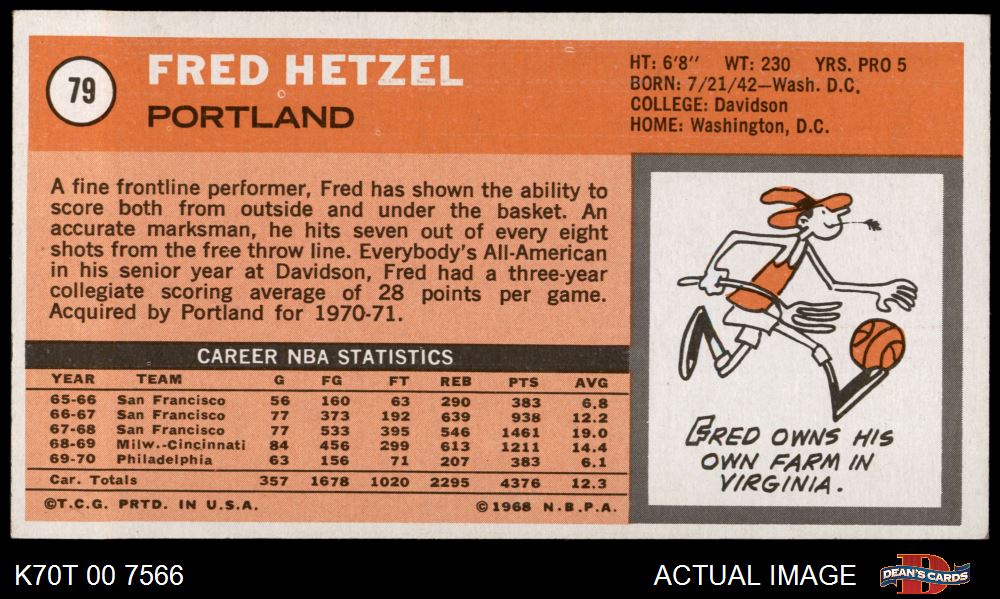 79
FRED HETZEL
PORTLAND
HT: 6'8" WT: 230 YRS. PRO 5
BORN: 7/21/42—Wash. D.C.
COLLEGE: Davidson
HOME: Washington, D.C.
A fine frontline performer, Fred has shown the ability to
score both from outside and under the basket. An
accurate marksman, he hits seven out of every eight
shots from the free throw line. Everybody's All-American
in his senior year at Davidson, Fred had a three-year
collegiate scoring average of 28 points per game.
Acquired by Portland for 1970-71.
CAREER NBA STATISTICS
YEAR TEAM G FG FT REB PTS AVG
65-66 San Francisco 56 160 63 290 383 6.8
66-67 San Francisco 77 373 192 639 938 12.2
67-68 San Francisco 77 533 395 546 1461 19.0
68-69 Milw.-Cincinnati 84 456 299 613 1211 14.4
69-70 Philadelphia 63 156 71 207 383 6.1
Car. Totals 357 1678 1020 2295 4376 12.3
©T.C.G. PRTD. IN U.S.A. ©1968 N.B.P.A.
FRED OWNS HIS
OWN FARM IN
VIRGINIA.
K70T 00 7566 ACTUAL IMAGE
D
DEAN'S CARDS